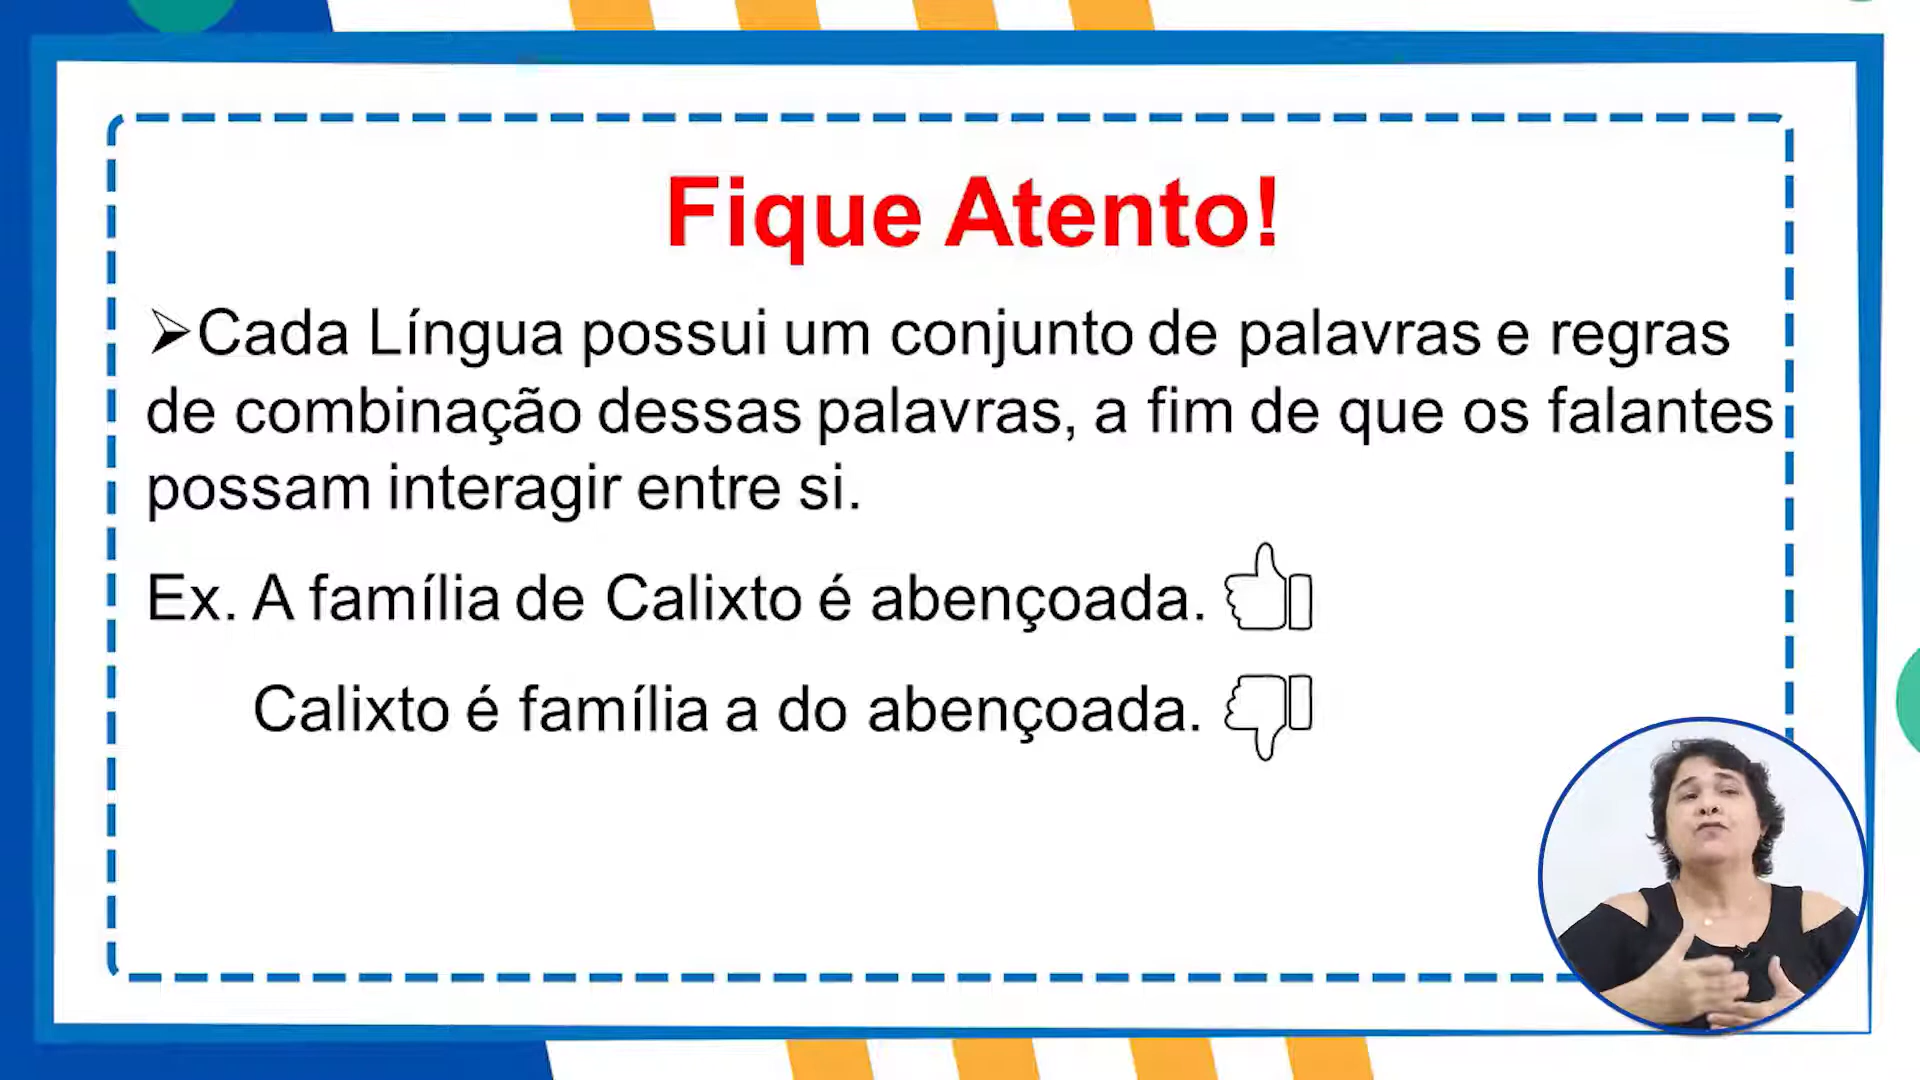 Fique Atento!
➢Cada Língua possui um conjunto de palavras e regras
de combinação dessas palavras, a fim de que os falantes
possam interagir entre si.
Ex. A família de Calixto é abençoada.
Calixto é família a do abençoada.